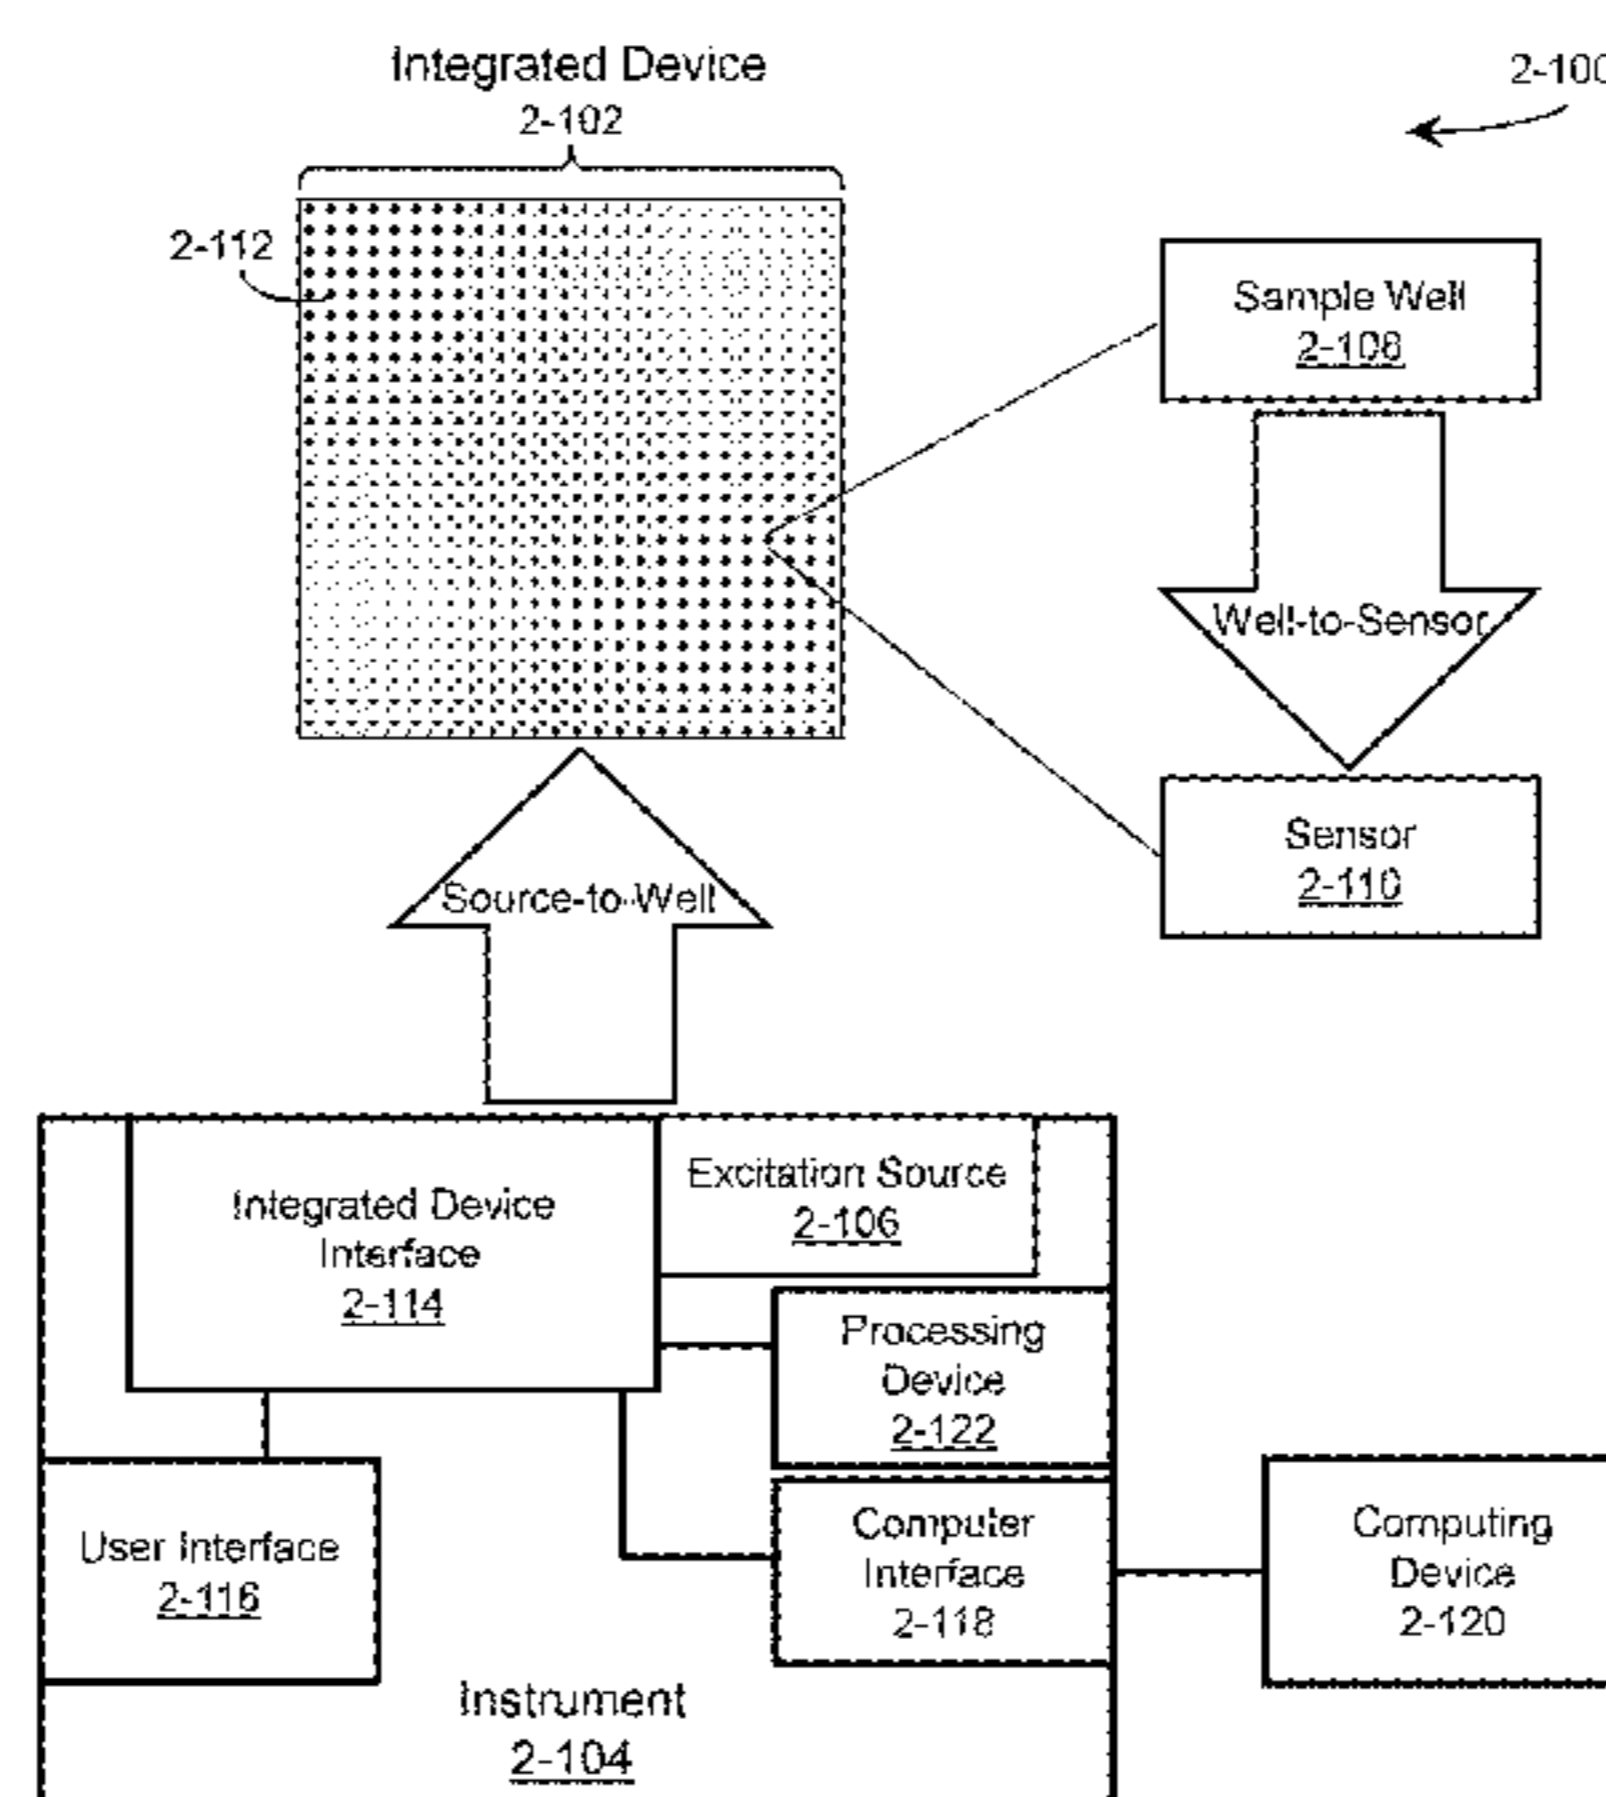 Integrated Device
2-102
2-100
2-112
Sample Well
2-108
Well-to-Sensor
Sensor
2-110
Source-to-Well
Integrated Device
Interface
2-114
Excitation Source
2-106
Processing
Device
2-122
User Interface
2-116
Computer
Interface
2-118
Computing
Device
2-120
Instrument
2-104